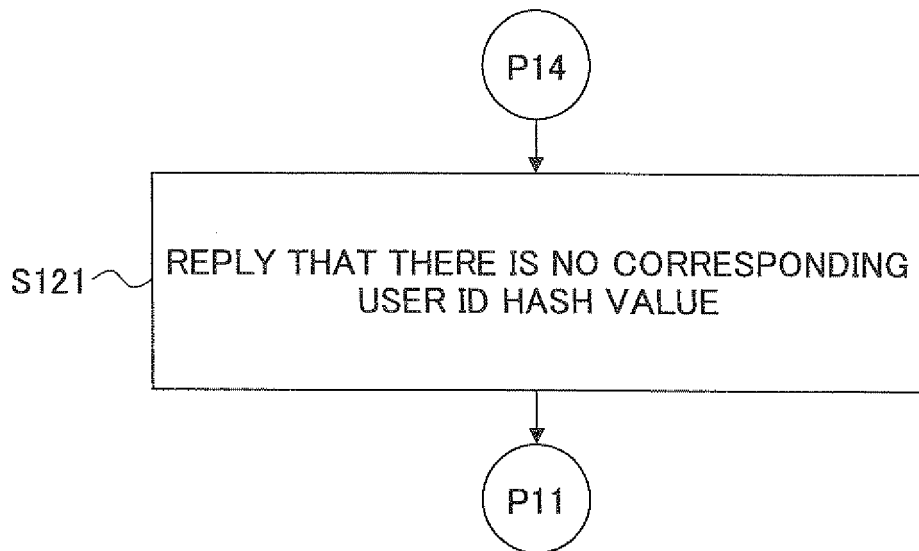 P14
S121
REPLY THAT THERE IS NO CORRESPONDING
USER ID HASH VALUE
P11